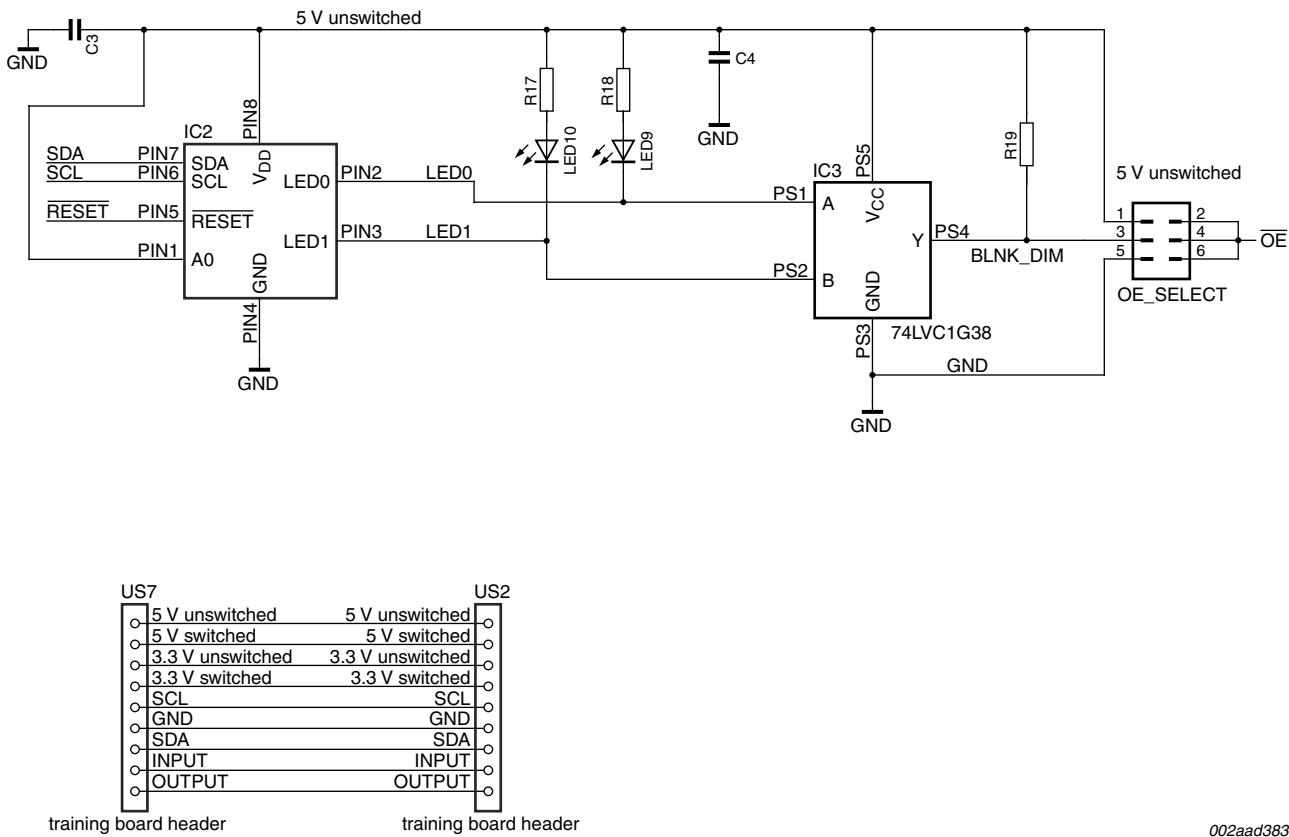 5 V unswitched
GND
C3
R17
R18
C4
GND
LED10
LED9
R19
IC2
PIN8
SDA PIN7 SDA
SCL PIN6 SCL
VDD
RESET PIN5 RESET
PIN1 A0
LED0 PIN2 LED0
LED1 PIN3 LED1
GND
PIN4
GND
IC3
PS5
PS1 A
VCC
PS2 B
Y PS4
BLNK_DIM
GND
PS3
74LVC1G38
GND
GND
5 V unswitched
1 2
3 4
5 6
OE
OE_SELECT
US7 US2
5 V unswitched 5 V unswitched
5 V switched 5 V switched
3.3 V unswitched 3.3 V unswitched
3.3 V switched 3.3 V switched
SCL SCL
GND GND
SDA SDA
INPUT INPUT
OUTPUT OUTPUT
training board header training board header
002aad383